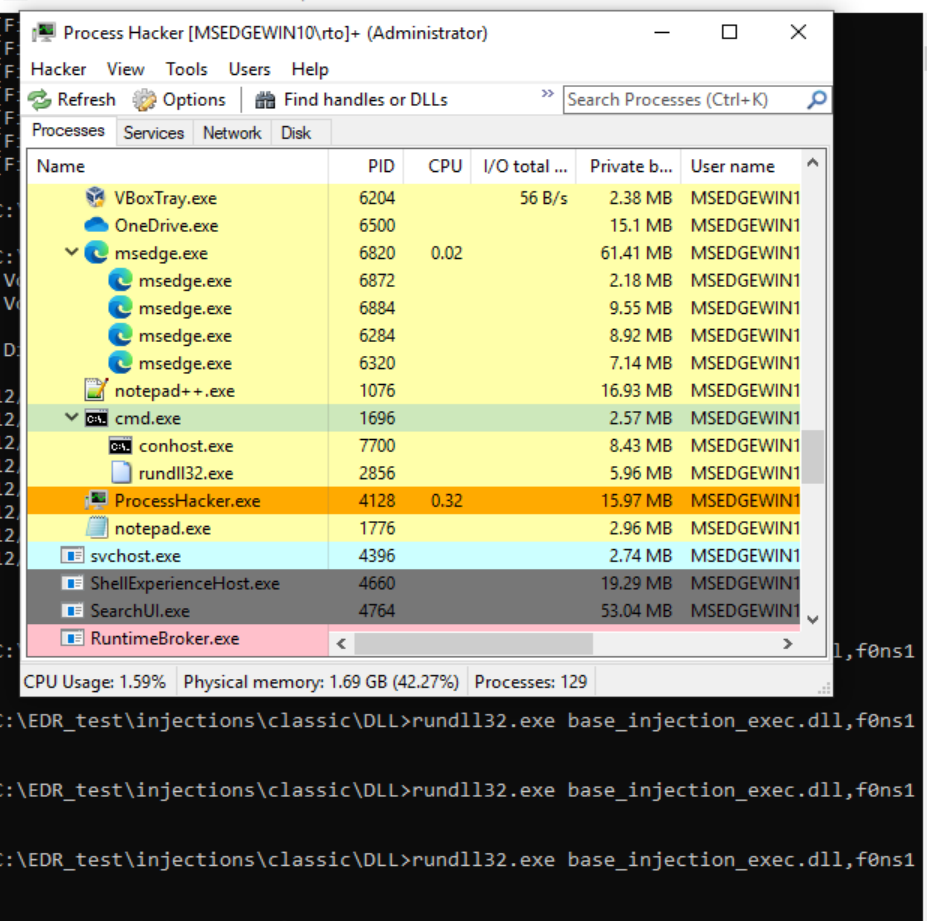 Process Hacker [MSEDGEWIN10\rto]+ (Administrator)
Hacker View Tools Users Help
Refresh Options Find handles or DLLs » Search Processes (Ctrl+K)
Processes Services Network Disk
Name PID CPU I/O total ... Private b... User name
VBoxTray.exe 6204 56 B/s 2.38 MB MSEDGEWIN1
OneDrive.exe 6500 15.1 MB MSEDGEWIN1
msedge.exe 6820 0.02 61.41 MB MSEDGEWIN1
msedge.exe 6872 2.18 MB MSEDGEWIN1
msedge.exe 6884 9.55 MB MSEDGEWIN1
msedge.exe 6284 8.92 MB MSEDGEWIN1
msedge.exe 6320 7.14 MB MSEDGEWIN1
notepad++.exe 1076 16.93 MB MSEDGEWIN1
cmd.exe 1696 2.57 MB MSEDGEWIN1
conhost.exe 7700 8.43 MB MSEDGEWIN1
rundll32.exe 2856 5.96 MB MSEDGEWIN1
ProcessHacker.exe 4128 0.32 15.97 MB MSEDGEWIN1
notepad.exe 1776 2.96 MB MSEDGEWIN1
svchost.exe 4396 2.74 MB MSEDGEWIN1
ShellExperienceHost.exe 4660 19.29 MB MSEDGEWIN1
SearchUI.exe 4764 53.04 MB MSEDGEWIN1
RuntimeBroker.exe
l,f0ns1
CPU Usage: 1.59% Physical memory: 1.69 GB (42.27%) Processes: 129
C:\EDR_test\injections\classic\DLL>rundll32.exe base_injection_exec.dll,f0ns1
C:\EDR_test\injections\classic\DLL>rundll32.exe base_injection_exec.dll,f0ns1
C:\EDR_test\injections\classic\DLL>rundll32.exe base_injection_exec.dll,f0ns1